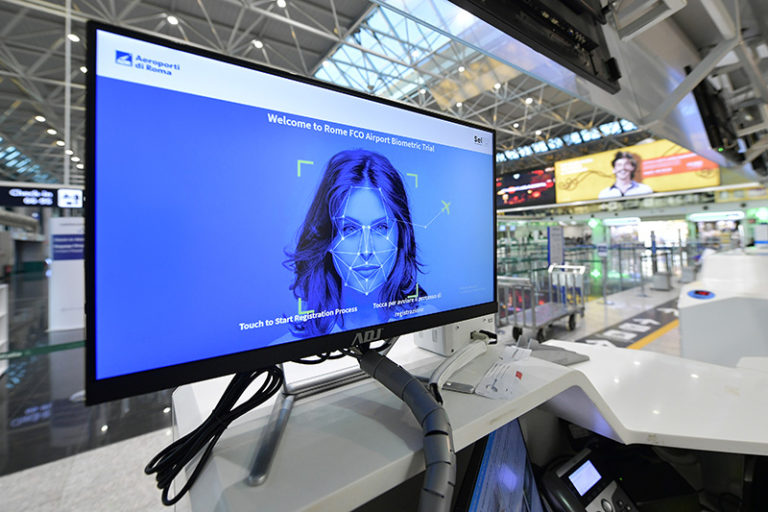 Aeroporti
di Roma
Welcome to Rome FCO Airport Biometric Trial
Touch to Start Registration Process
Tocca per avviare il processo di
registrazione
ADJ
Check-in